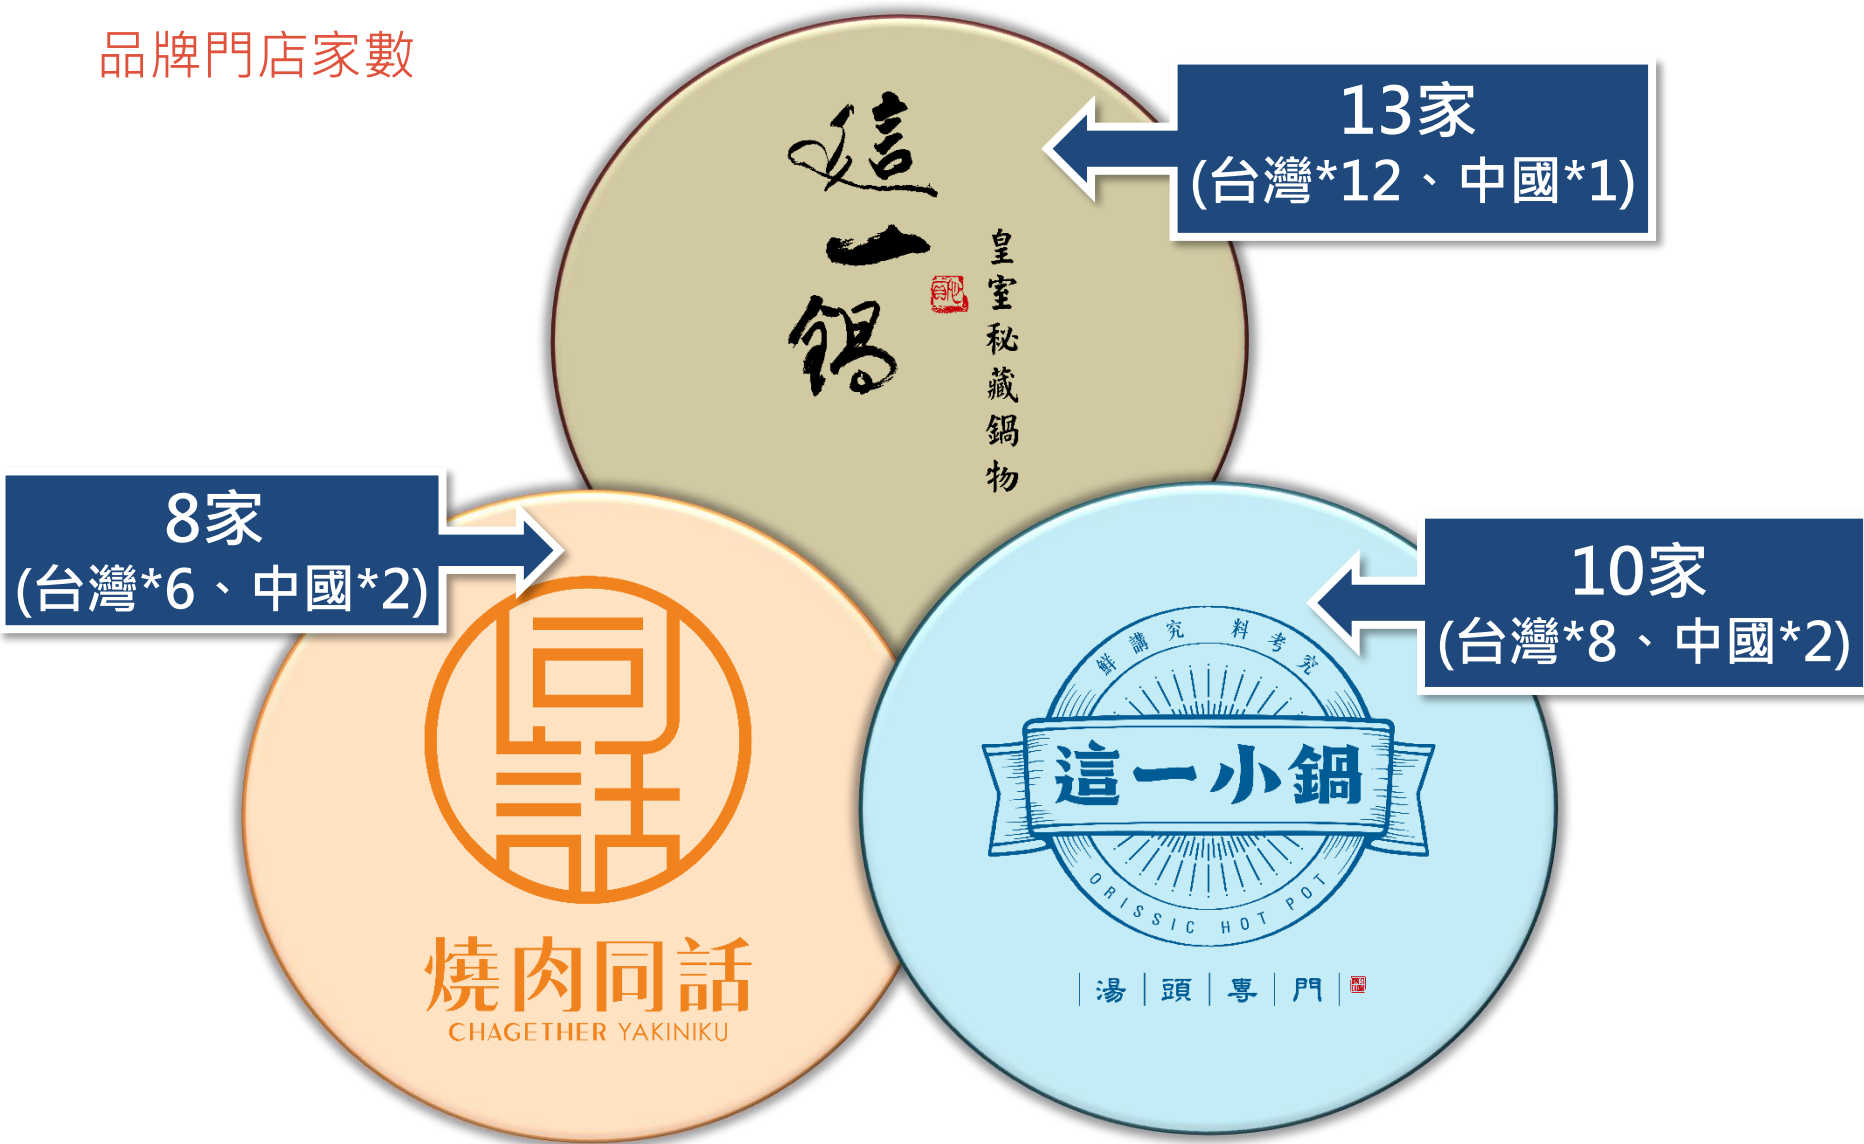 品牌門店家數
13家
(台灣*12、中國*1)
這一鍋
皇室秘藏鍋物
8家
(台灣*6、中國*2)
同話
燒肉同話
CHAGETHER YAKINIKU
10家
(台灣*8、中國*2)
鮮講究 料考究
這一小鍋
ORISSIC HOT POT
湯|頭|專|門